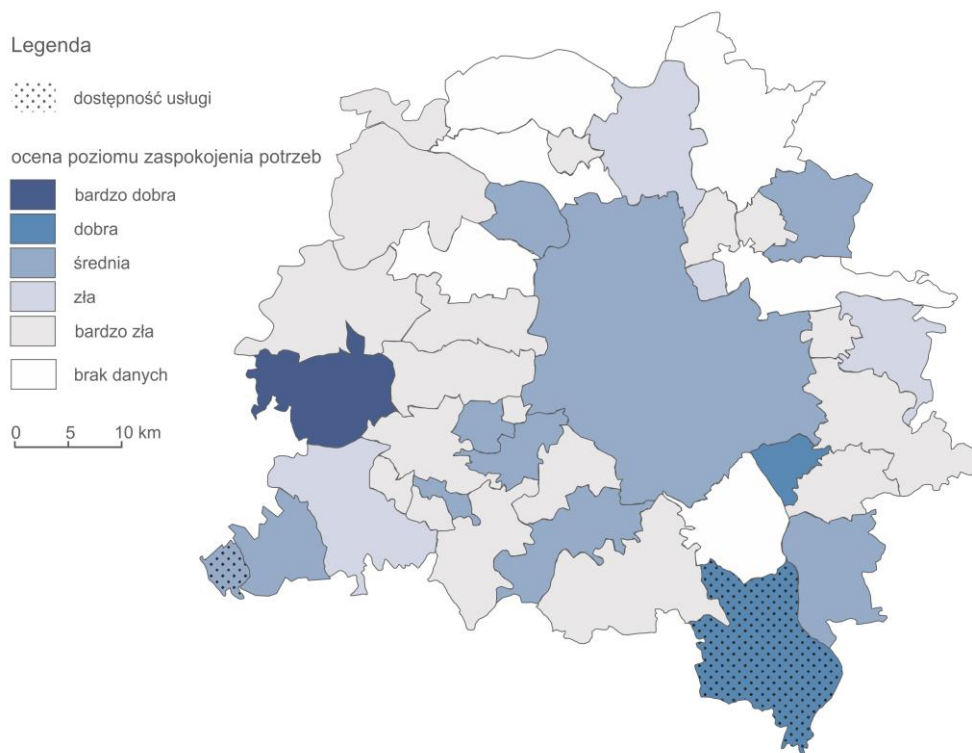 Legenda
dostępność usługi
ocena poziomu zaspokojenia potrzeb
bardzo dobra
dobra
średnia
zła
bardzo zła
brak danych
0 5 10 km